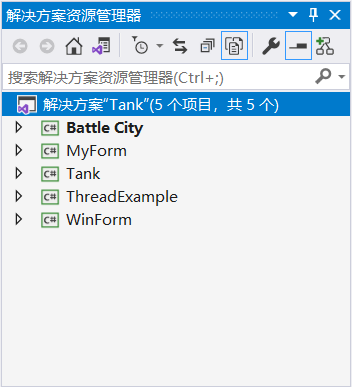 解决方案资源管理器
搜索解决方案资源管理器(Ctrl+;)
解决方案"Tank"(5 个项目，共 5 个)
C# Battle City
C# MyForm
C# Tank
C# ThreadExample
C# WinForm